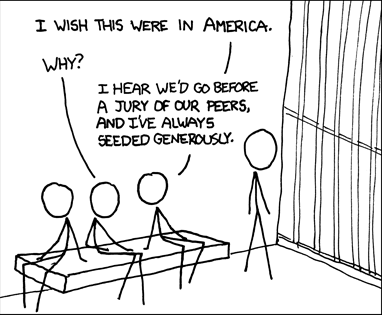 I WISH THIS WERE IN AMERICA.
WHY?
I HEAR WE'D GO BEFORE
A JURY OF OUR PEERS,
AND I'VE ALWAYS
SEEDED GENEROUSLY.